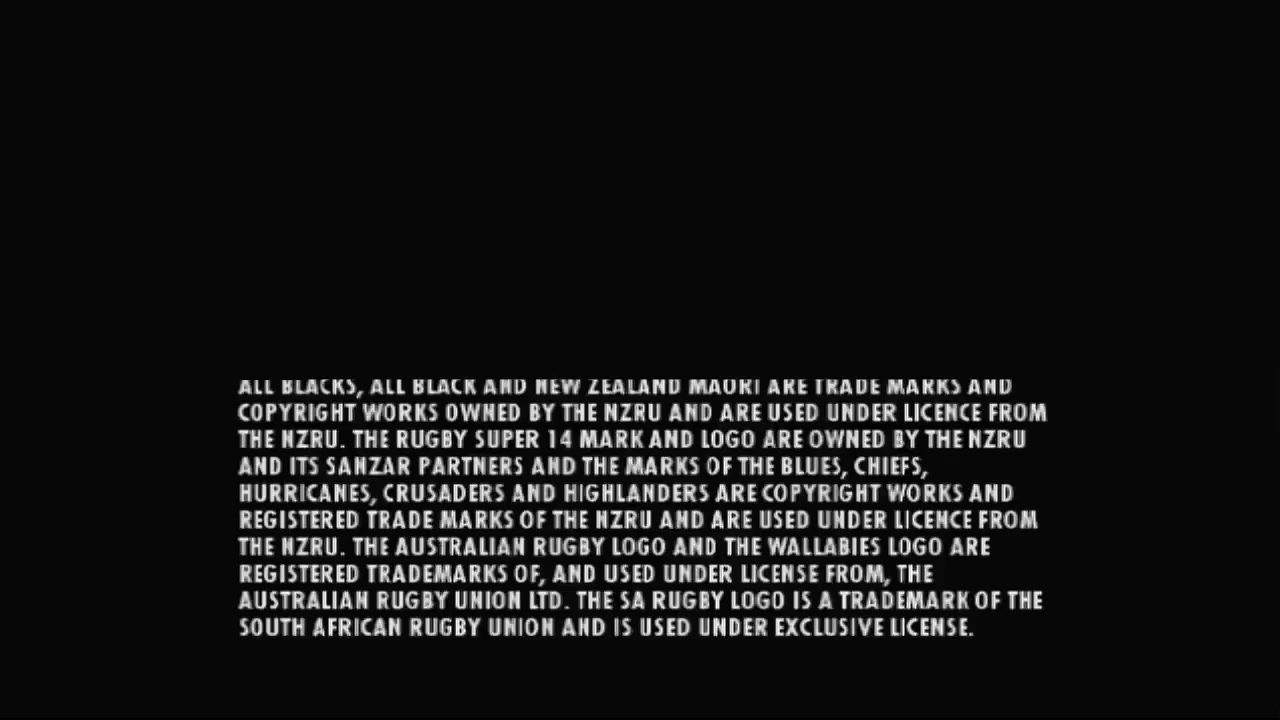 ALL BLACKS, ALL BLACK AND NEW ZEALAND MAORI ARE TRADE MARKS AND
COPYRIGHT WORKS OWNED BY THE NZRU AND ARE USED UNDER LICENCE FROM
THE NZRU. THE RUGBY SUPER 14 MARK AND LOGO ARE OWNED BY THE NZRU
AND ITS SANZAR PARTNERS AND THE MARKS OF THE BLUES, CHIEFS,
HURRICANES, CRUSADERS AND HIGHLANDERS ARE COPYRIGHT WORKS AND
REGISTERED TRADE MARKS OF THE NZRU AND ARE USED UNDER LICENCE FROM
THE NZRU. THE AUSTRALIAN RUGBY LOGO AND THE WALLABIES LOGO ARE
REGISTERED TRADEMARKS OF, AND USED UNDER LICENSE FROM, THE
AUSTRALIAN RUGBY UNION LTD. THE SA RUGBY LOGO IS A TRADEMARK OF THE
SOUTH AFRICAN RUGBY UNION AND IS USED UNDER EXCLUSIVE LICENSE.